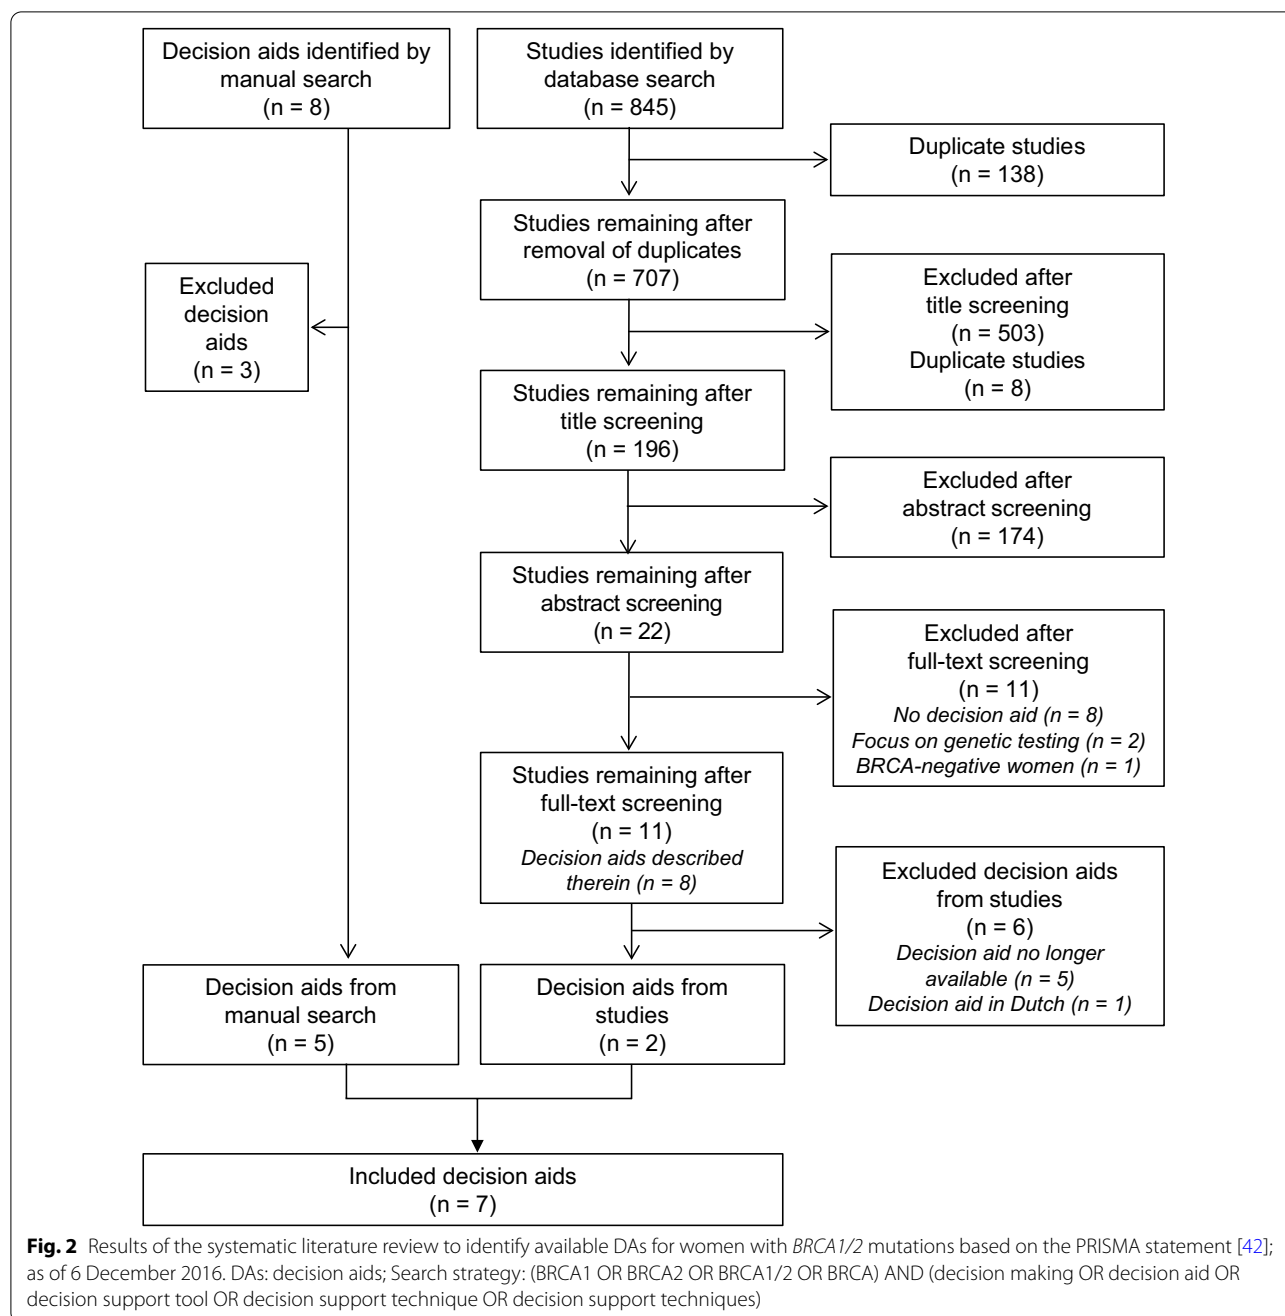 Decision aids identified by
manual search
(n = 8)
Studies identified by
database search
(n = 845)
Duplicate studies
(n = 138)
Studies remaining after
removal of duplicates
(n = 707)
Excluded
decision
aids
(n = 3)
Excluded after
title screening
(n = 503)
Duplicate studies
(n = 8)
Studies remaining after
title screening
(n = 196)
Excluded after
abstract screening
(n = 174)
Studies remaining after
abstract screening
(n = 22)
Excluded after
full-text screening
(n = 11)
No decision aid (n = 8)
Focus on genetic testing (n = 2)
BRCA-negative women (n = 1)
Studies remaining after
full-text screening
(n = 11)
Decision aids described
therein (n = 8)
Excluded decision aids
from studies
(n = 6)
Decision aid no longer
available (n = 5)
Decision aid in Dutch (n = 1)
Decision aids from
manual search
(n = 5)
Decision aids from
studies
(n = 2)
Included decision aids
(n = 7)
Fig. 2 Results of the systematic literature review to identify available DAs for women with BRCA1/2 mutations based on the PRISMA statement [42];
as of 6 December 2016. DAs: decision aids; Search strategy: (BRCA1 OR BRCA2 OR BRCA1/2 OR BRCA) AND (decision making OR decision aid OR
decision support tool OR decision support technique OR decision support techniques)